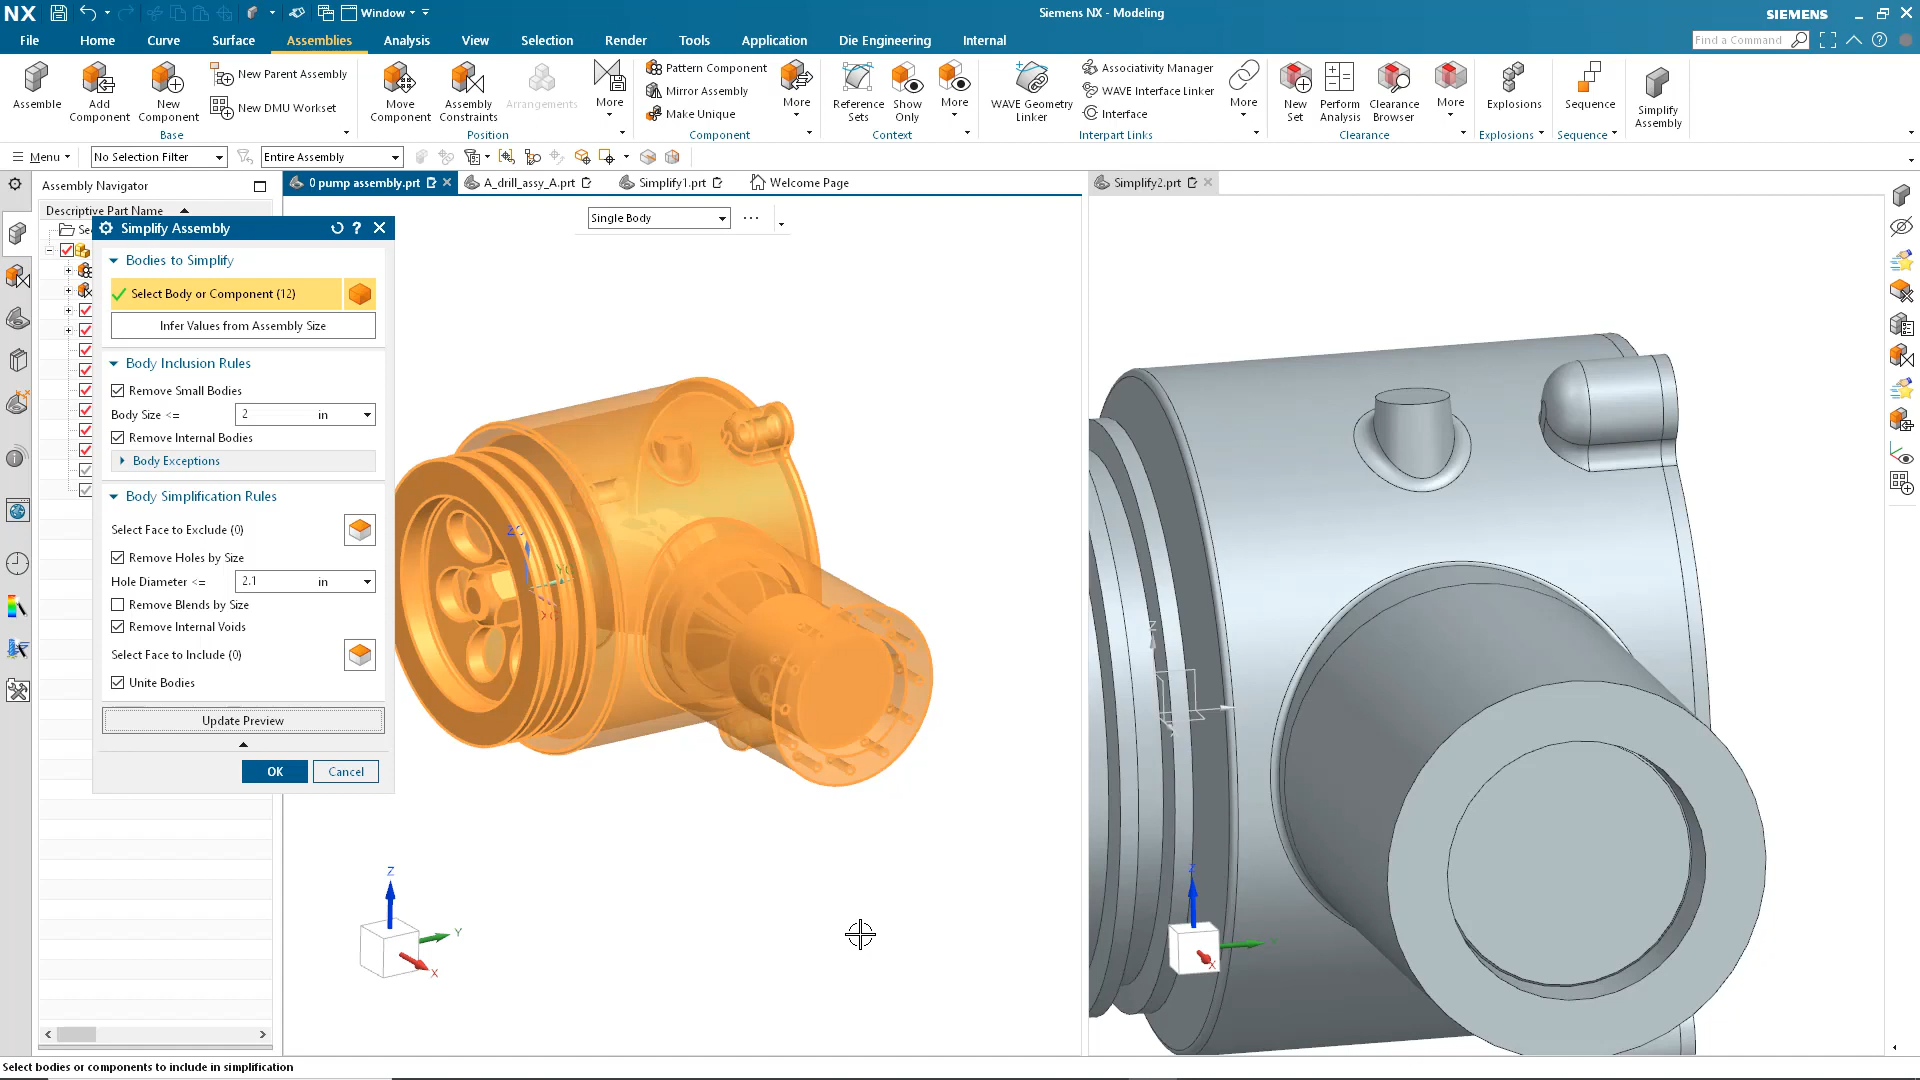 NX
Window
Siemens NX - Modeling
SIEMENS
File
Home
Curve
Surface
Assemblies
Analysis
View
Selection
Render
Tools
Application
Die Engineering
Internal
Find a Command
Assemble
Add
Component
New
Component
New Parent Assembly
New DMU Workset
Base
Move
Component
Assembly
Constraints
Arrangements
More
Position
Pattern Component
Mirror Assembly
Make Unique
More
Component
Reference
Sets
Show
Only
More
Context
WAVE Geometry
Linker
Associativity Manager
WAVE Interface Linker
Interface
More
Interpart Links
New
Set
Perform
Analysis
Clearance
Browser
More
Clearance
Explosions
Explosions
Sequence
Sequence
Simplify
Assembly
Menu
No Selection Filter
Entire Assembly
Assembly Navigator
0 pump assembly.prt
A_drill_assy_A.prt
Simplify1.prt
Welcome Page
Simplify2.prt
Descriptive Part Name
Single Body
Simplify Assembly
Bodies to Simplify
Select Body or Component (12)
Infer Values from Assembly Size
Body Inclusion Rules
Remove Small Bodies
Body Size <=
2 in
Remove Internal Bodies
Body Exceptions
Body Simplification Rules
Select Face to Exclude (0)
Remove Holes by Size
Hole Diameter <=
2.1 in
Remove Blends by Size
Remove Internal Voids
Select Face to Include (0)
Unite Bodies
Update Preview
OK
Cancel
Z
Y
X
Z
X
Select bodies or components to include in simplification